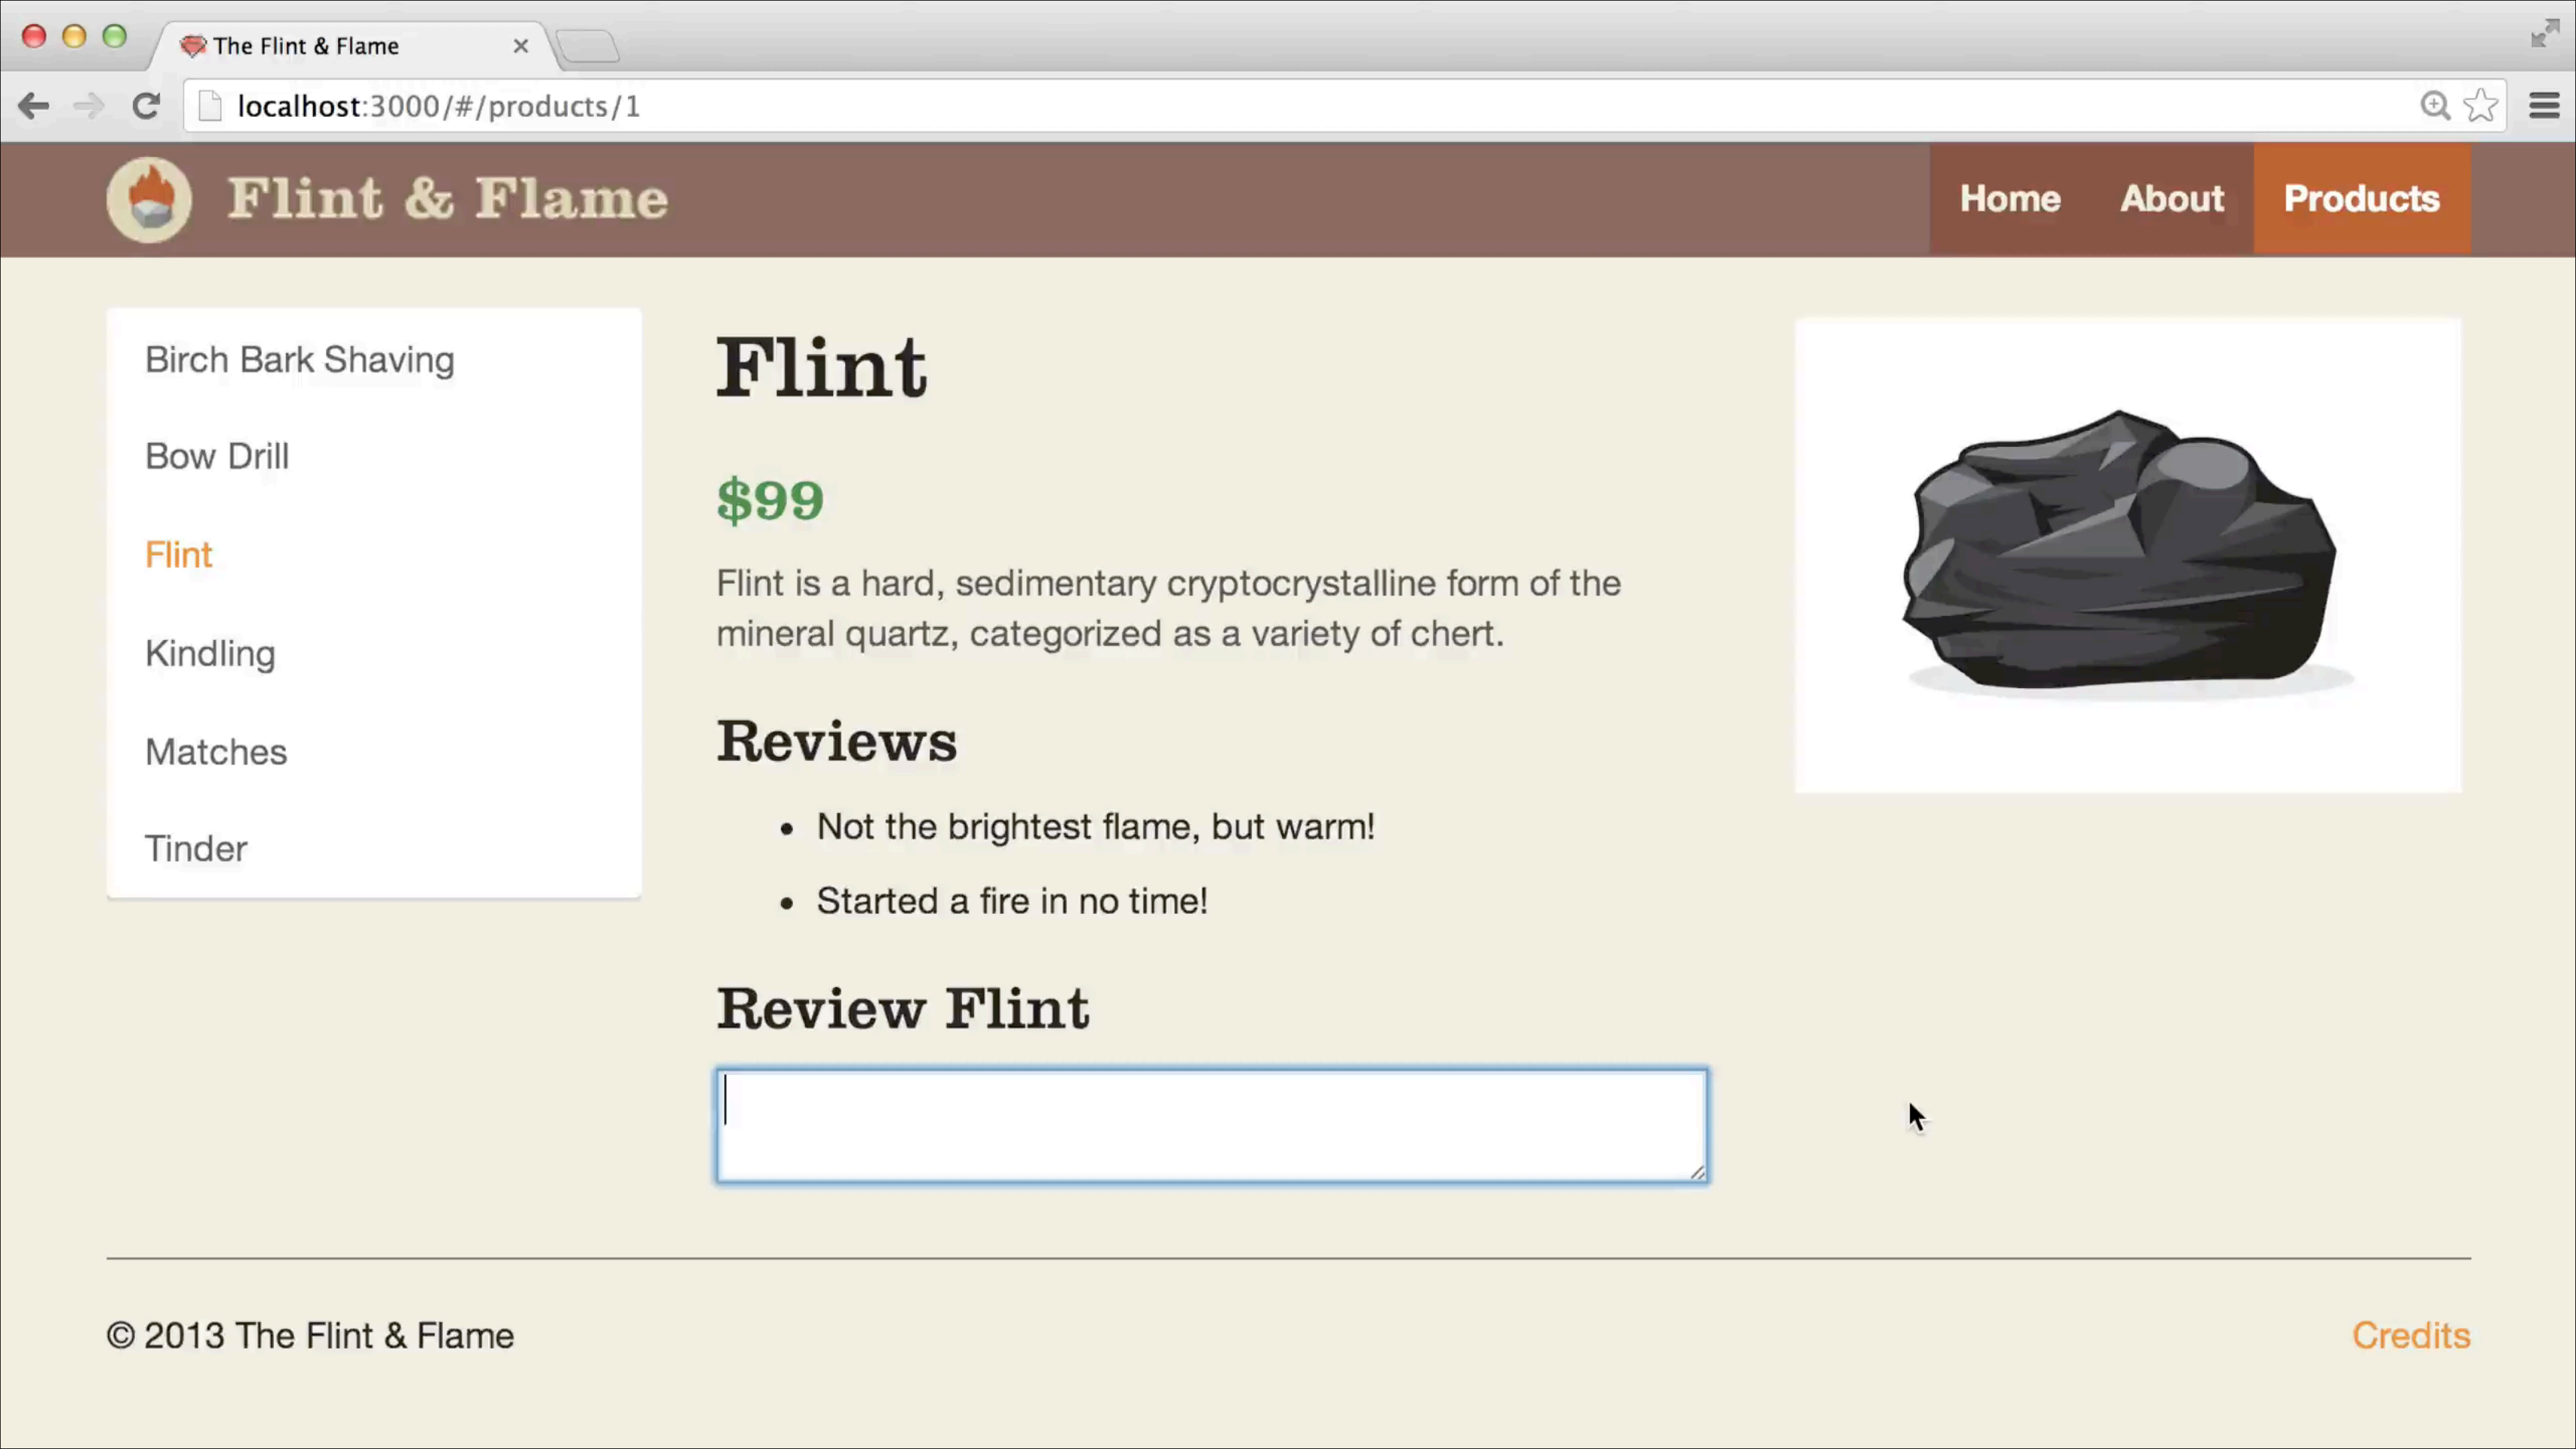 The Flint & Flame
localhost:3000/#/products/1
Flint & Flame
Home
About
Products
Birch Bark Shaving
Bow Drill
Flint
Kindling
Matches
Tinder
Flint
$99
Flint is a hard, sedimentary cryptocrystalline form of the
mineral quartz, categorized as a variety of chert.
Reviews
• Not the brightest flame, but warm!
• Started a fire in no time!
Review Flint
© 2013 The Flint & Flame
Credits